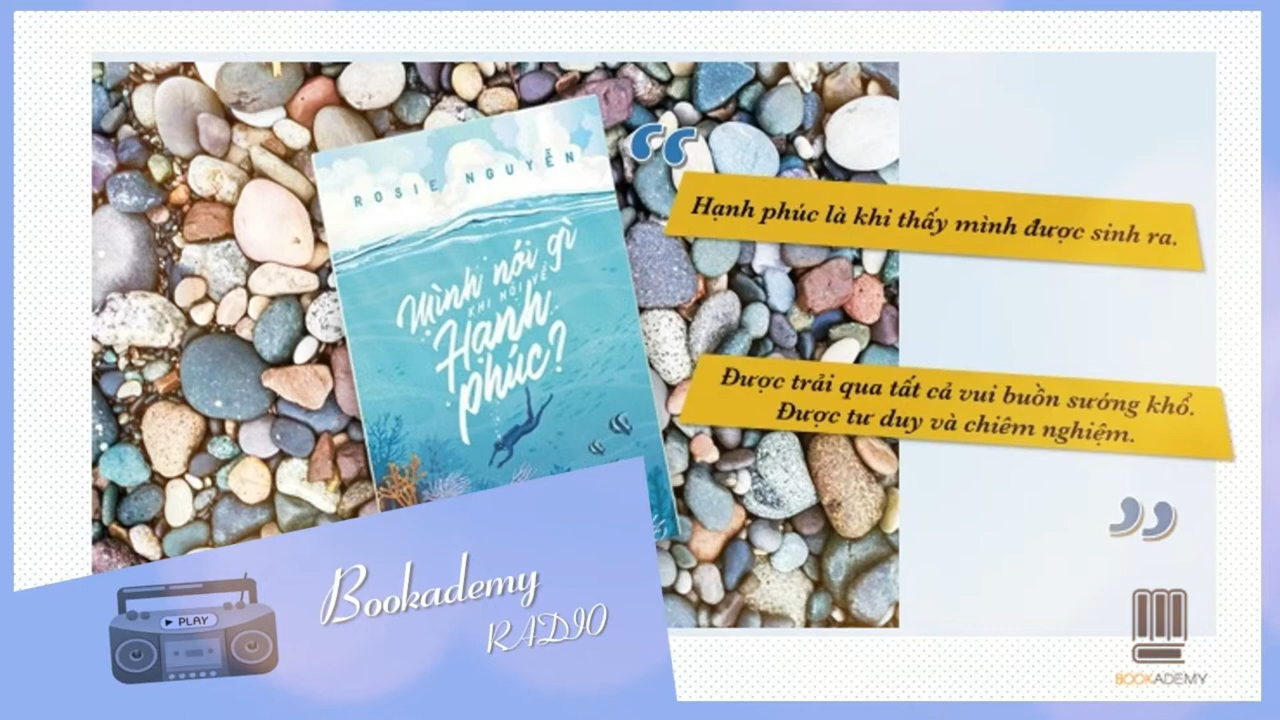 ROSIE NGUYỄN
Mình nói gì
KHI NÓI VỀ
Hạnh
phúc?
“
Hạnh phúc là khi thấy mình được sinh ra.
Được trải qua tất cả vui buồn sướng khổ.
Được tư duy và chiêm nghiệm.
”
PLAY
Bookademy
RADIO
BOOKADEMY